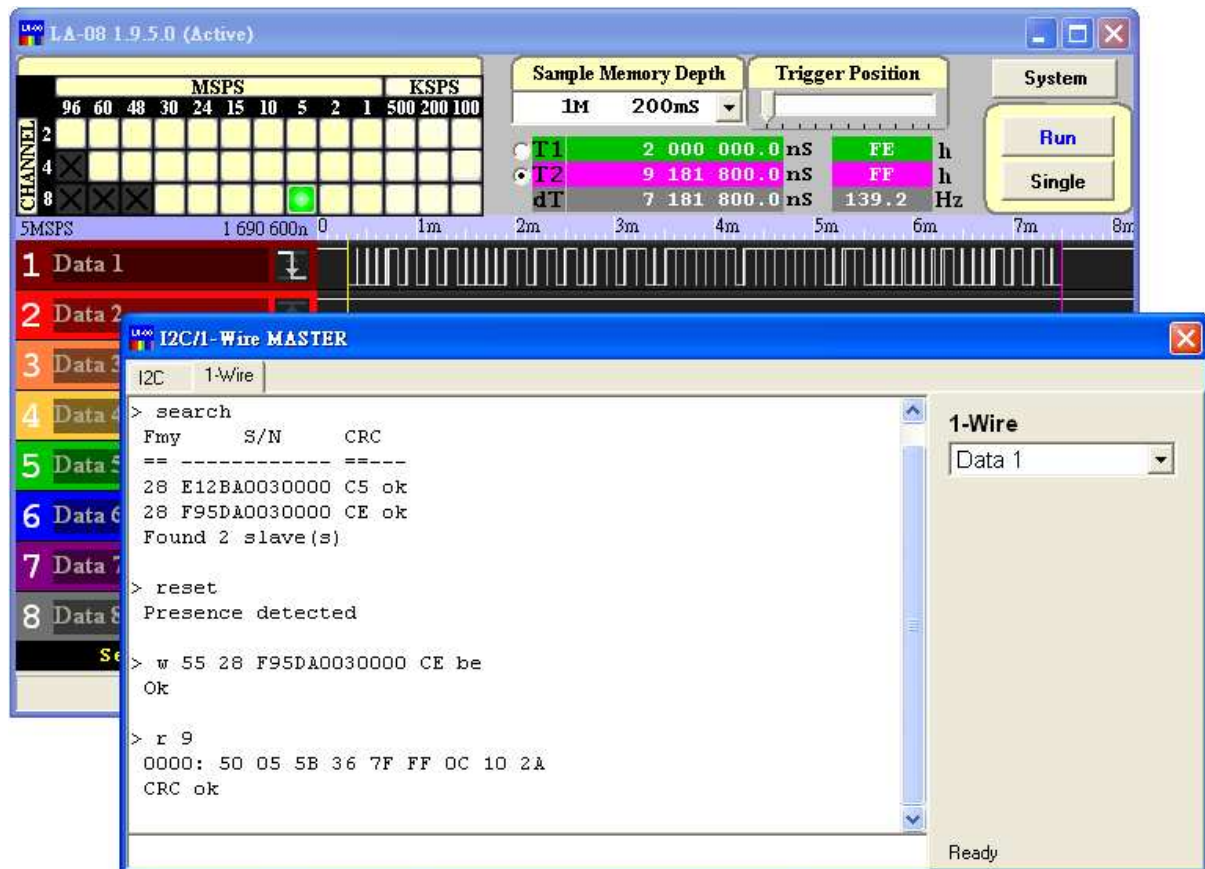 LA-08 1.9.5.0 (Active)
MSPS KSPS
96 60 48 30 24 15 10 5 2 1 500 200 100
CHANNEL
2
4
8
Sample Memory Depth
1M 200mS
Trigger Position
System
Run
Single
T1 2 000 000.0 nS FE h
T2 9 181 800.0 nS FF h
dT 7 181 800.0 nS 139.2 Hz
5MSPS 1 690 600n 0 1m 2m 3m 4m 5m 6m 7m 8m
1 Data 1
2 Data 2
3 Data 3
4 Data 4
5 Data 5
6 Data 6
7 Data 7
8 Data 8
Se
I2C/1-Wire MASTER
I2C 1-Wire
> search
Fmy S/N CRC
== ------------ ==---
28 E12BA0030000 C5 ok
28 F95DA0030000 CE ok
Found 2 slave(s)
> reset
Presence detected
> w 55 28 F95DA0030000 CE be
Ok
> r 9
0000: 50 05 5B 36 7F FF 0C 10 2A
CRC ok
1-Wire
Data 1
Ready